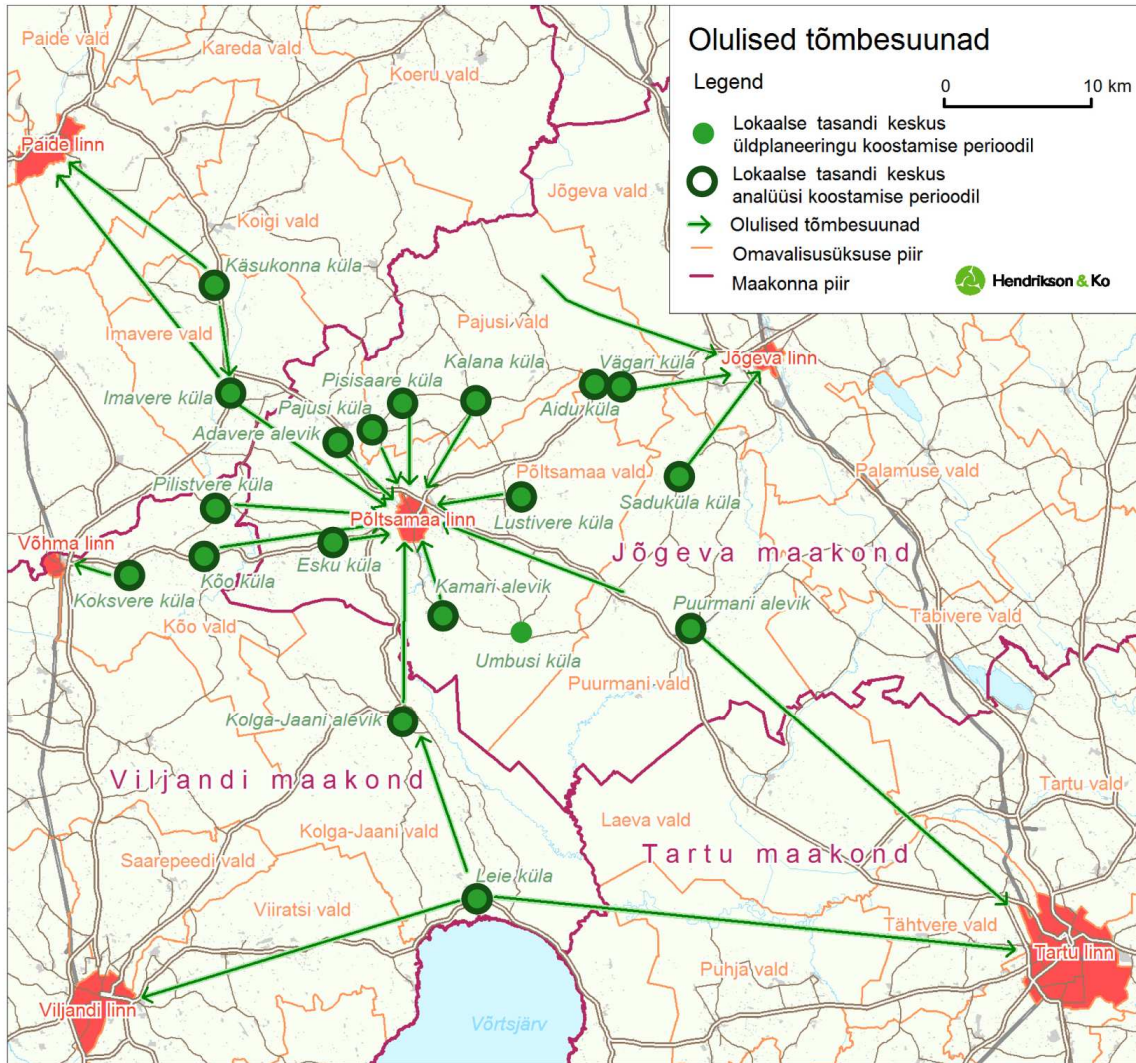 Olulised tõmbesuunad
Legend
0
10 km
Lokaalse tasandi keskus
üldplaneeringu koostamise perioodil
Lokaalse tasandi keskus
analüüsi koostamise perioodil
Olulised tõmbesuunad
Omavalisusüksuse piir
Maakonna piir
Hendrikson & Ko
Paide vald
Kareda vald
Koeru vald
Paide linn
Jõgeva vald
Koigi vald
Käsukonna küla
Imavere vald
Pajusi vald
Kalana küla
Vägari küla
Jõgeva linn
Pisisaare küla
Imavere küla
Pajusi küla
Aidu küla
Adavere alevik
Põltsamaa vald
Palamuse vald
Pilistvere küla
Saduküla küla
Lustivere küla
Põltsamaa linn
Võhma linn
Jõgeva maakond
Esku küla
Kõo küla
Kamari alevik
Koksvere küla
Puurmani alevik
Tabivere vald
Kõo vald
Umbusi küla
Puurmani vald
Kolga-Jaani alevik
Viljandi maakond
Tartu vald
Laeva vald
Kolga-Jaani vald
Tartu maakond
Saarepeedi vald
Leie küla
Viiratsi vald
Tähtvere vald
Tartu linn
Puhja vald
Viljandi linn
Võrtsjärv